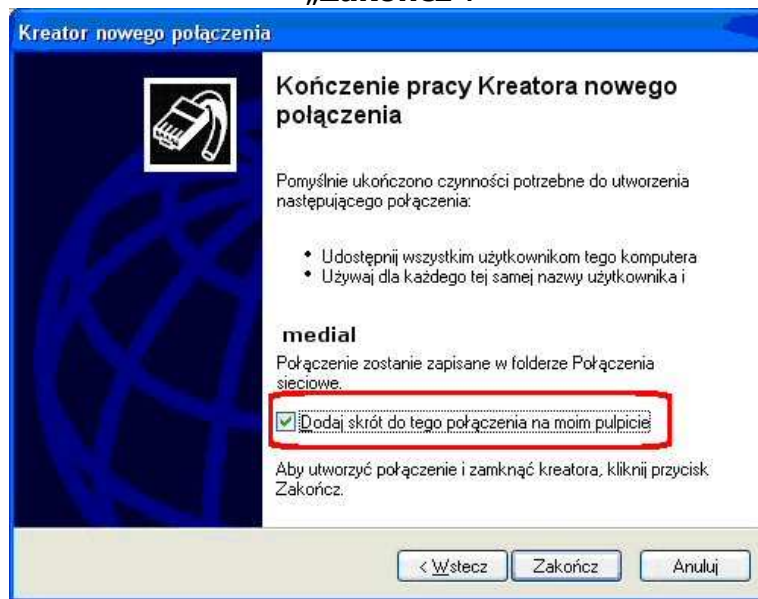 „Zakończ”.
Kreator nowego połączenia
Kończenie pracy Kreatora nowego
połączenia
Pomyślnie ukończono czynności potrzebne do utworzenia
następującego połączenia:
• Udostępnij wszystkim użytkownikom tego komputera
• Używaj dla każdego tej samej nazwy użytkownika i
medial
Połączenie zostanie zapisane w folderze Połączenia
sieciowe.
Dodaj skrót do tego połączenia na moim pulpicie
Aby utworzyć połączenie i zamknąć kreatora, kliknij przycisk
Zakończ.
< Wstecz Zakończ Anuluj